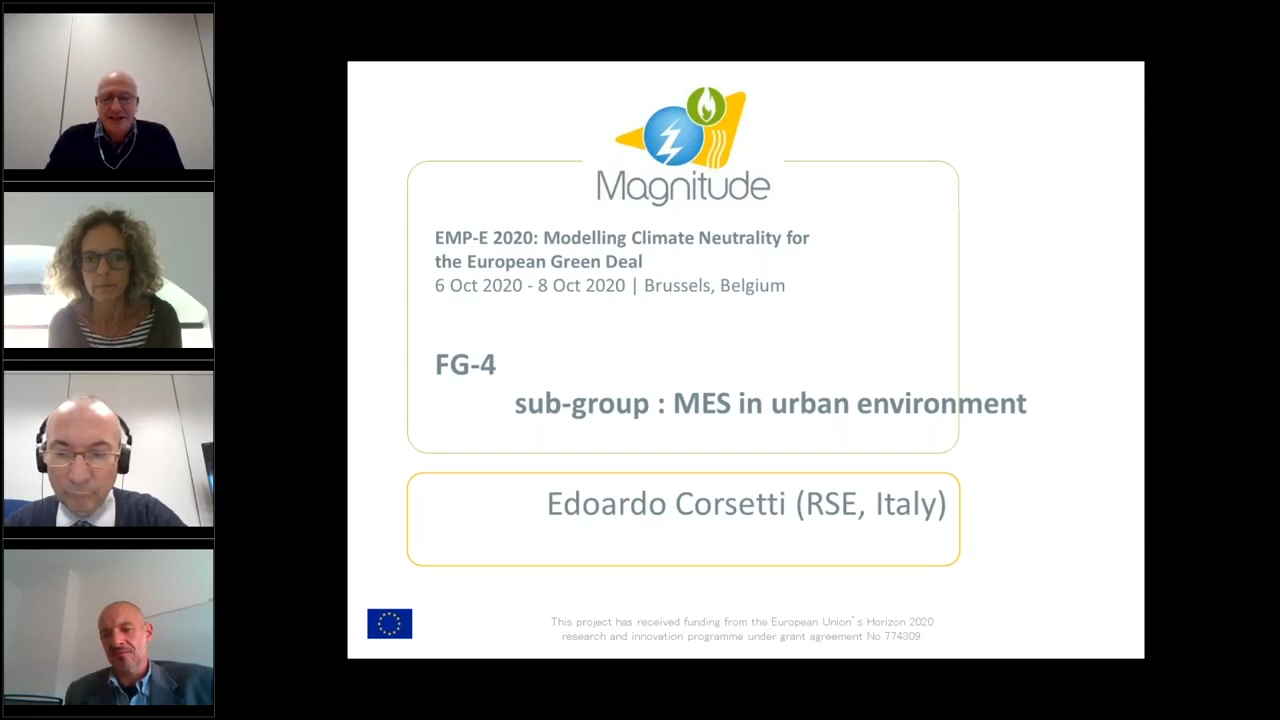 Magnitude
EMP-E 2020: Modelling Climate Neutrality for
the European Green Deal
6 Oct 2020 - 8 Oct 2020 | Brussels, Belgium
FG-4
sub-group : MES in urban environment
Edoardo Corsetti (RSE, Italy)
This project has received funding from the European Union's Horizon 2020
research and innovation programme under grant agreement No 774309